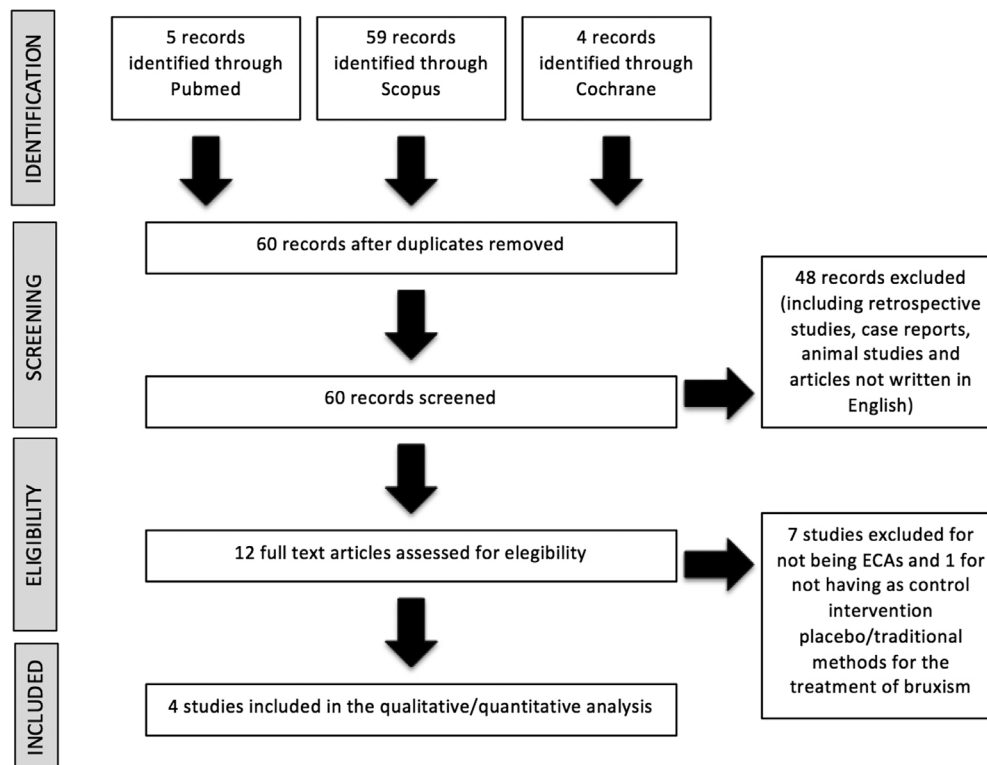 IDENTIFICATION
5 records
identified through
Pubmed
59 records
identified through
Scopus
4 records
identified through
Cochrane
SCREENING
60 records after duplicates removed
60 records screened
48 records excluded
(including retrospective
studies, case reports,
animal studies and
articles not written in
English)
ELIGIBILITY
12 full text articles assessed for elegibility
7 studies excluded for
not being ECAs and 1 for
not having as control
intervention
placebo/traditional
methods for the
treatment of bruxism
INCLUDED
4 studies included in the qualitative/quantitative analysis